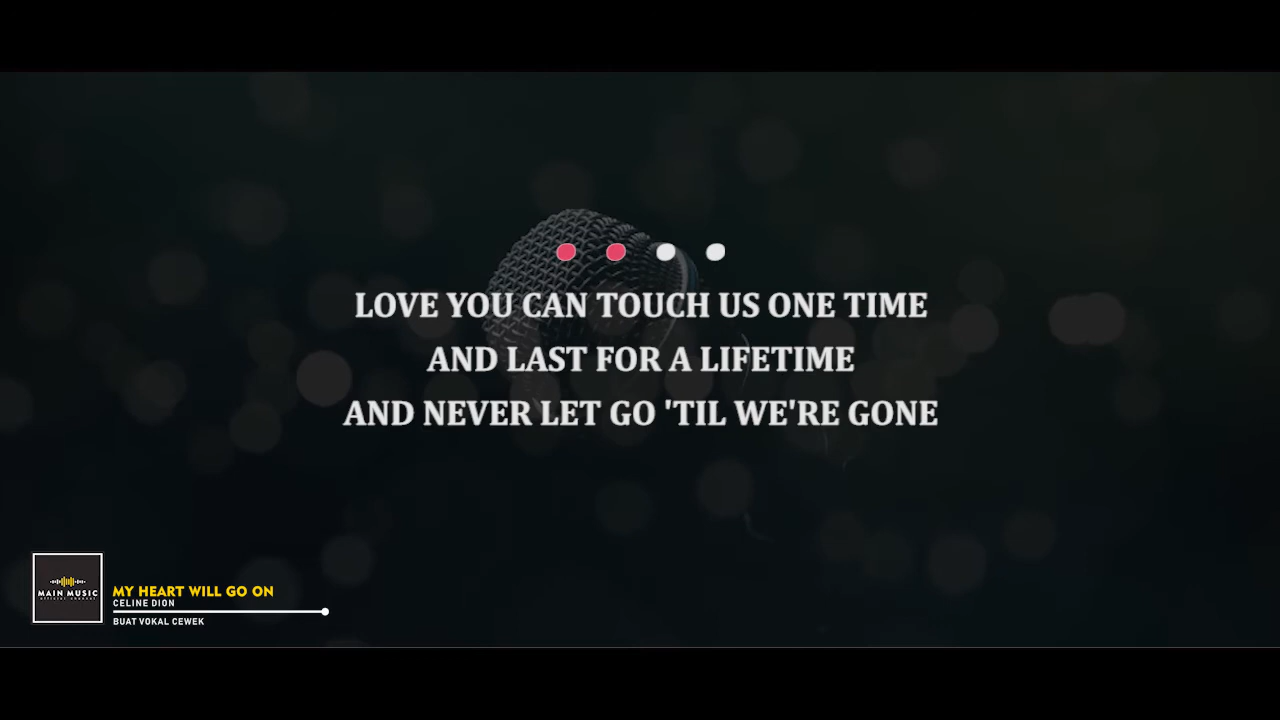 LOVE YOU CAN TOUCH US ONE TIME
AND LAST FOR A LIFETIME
AND NEVER LET GO 'TIL WE'RE GONE
MAIN MUSIC
MY HEART WILL GO ON
CELINE DION
BUAT VOKAL CEWEK